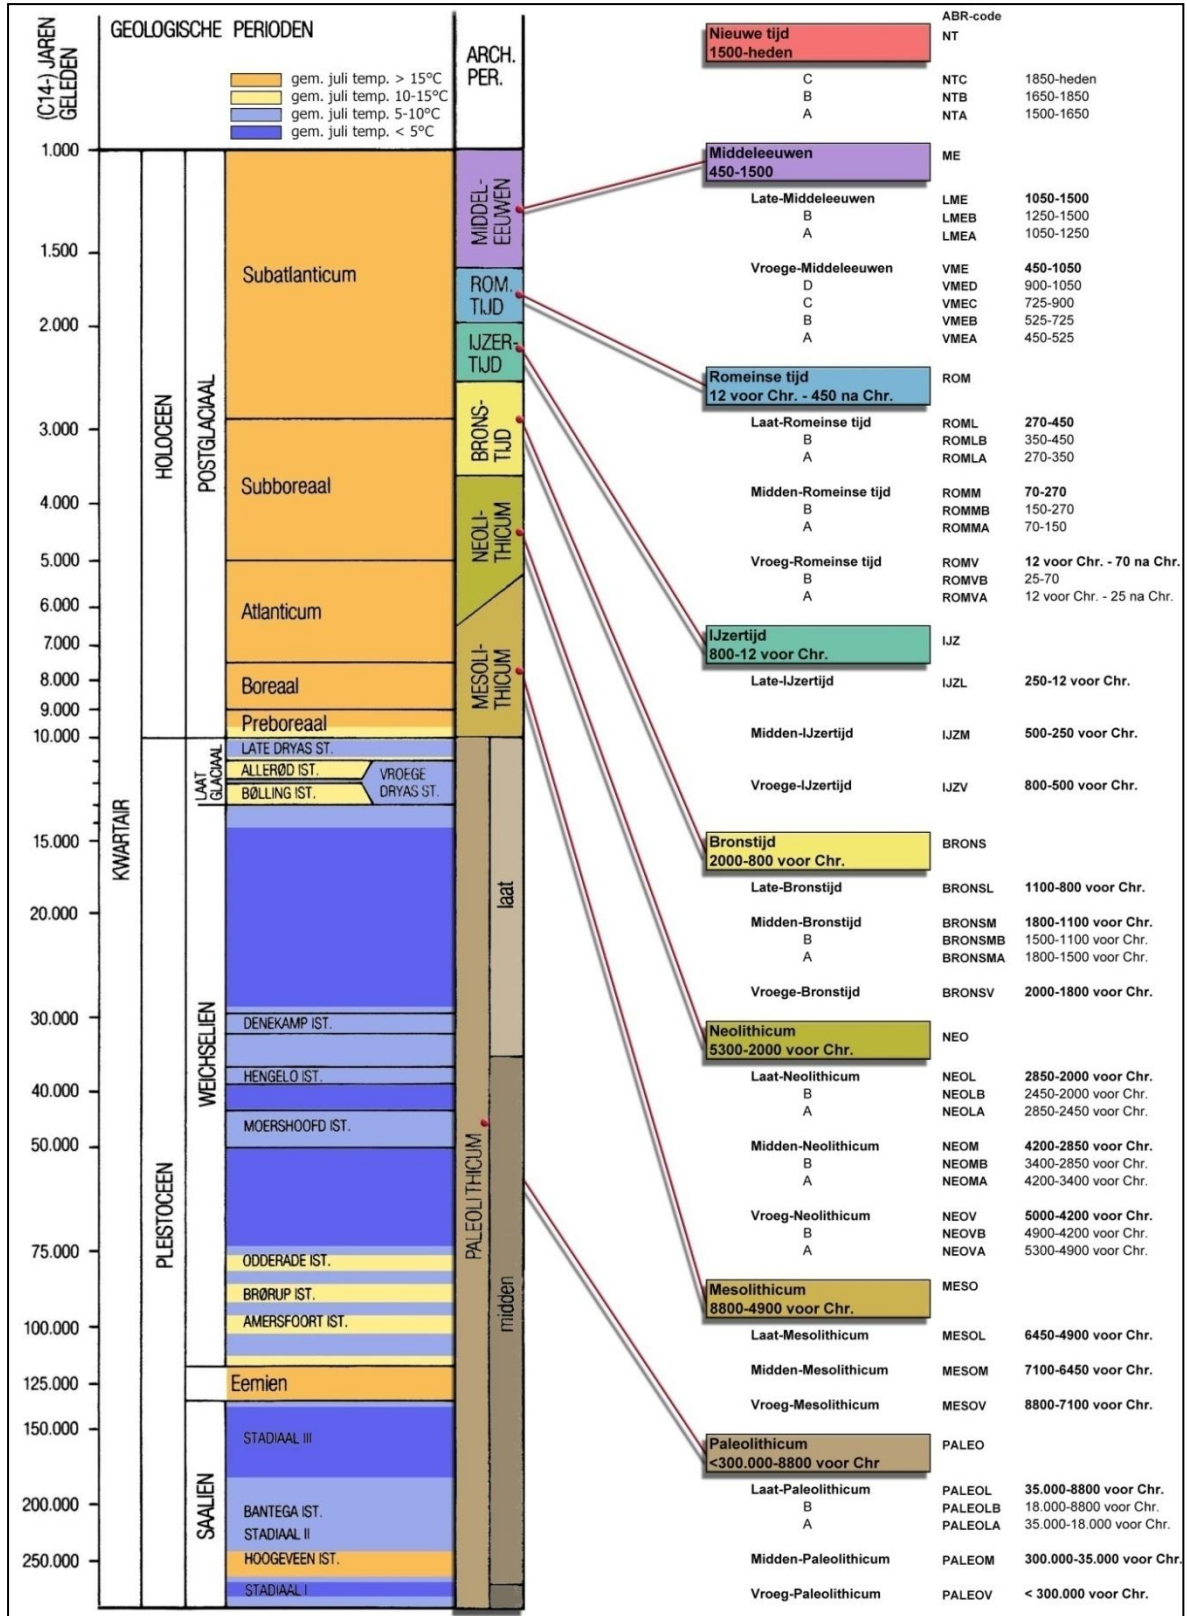 (C14-) JAREN
GELEDEN
GEOLOGISCHE PERIODEN
gem. juli temp. > 15°C
gem. juli temp. 10-15°C
gem. juli temp. 5-10°C
gem. juli temp. < 5°C
ARCH.
PER.
1.000
1.500
2.000
3.000
4.000
5.000
6.000
7.000
8.000
9.000
10.000
15.000
20.000
30.000
40.000
50.000
75.000
100.000
125.000
150.000
200.000
250.000
KWARTAIR
HOLOCEEN
PLEISTOCEEN
POSTGLACIAAL
LAAT
GLACIAAL
WEICHSELIEN
SAALIEN
Subatlanticum
Subboreaal
Atlanticum
Boreaal
Preboreaal
LATE DRYAS ST.
ALLERØD IST.
VROEGE
DRYAS ST.
BØLLING IST.
DENEKAMP IST.
HENGELO IST.
MOERSHOOFD IST.
ODDERADE IST.
BRØRUP IST.
AMERSFOORT IST.
Eemien
STADIAAL III
BANTEGA IST.
STADIAAL II
HOOGEVEEN IST.
STADIAAL I
MIDDEL-
EEUWEN
ROM.
TIJD
IJZER-
TIJD
BRONS-
TIJD
NEOLI-
THICUM
MESOLI-
THICUM
PALEOLITHICUM
laat
midden
ABR-code
Nieuwe tijd NT
1500-heden
C NTC 1850-heden
B NTB 1650-1850
A NTA 1500-1650
Middeleeuwen ME
450-1500
Late-Middeleeuwen LME 1050-1500
B LMEB 1250-1500
A LMEA 1050-1250
Vroege-Middeleeuwen VME 450-1050
D VMED 900-1050
C VMEC 725-900
B VMEB 525-725
A VMEA 450-525
Romeinse tijd ROM
12 voor Chr. - 450 na Chr.
Laat-Romeinse tijd ROML 270-450
B ROMLB 350-450
A ROMLA 270-350
Midden-Romeinse tijd ROMM 70-270
B ROMMB 150-270
A ROMMA 70-150
Vroeg-Romeinse tijd ROMV 12 voor Chr. - 70 na Chr.
B ROMVB 25-70
A ROMVA 12 voor Chr. - 25 na Chr.
IJzertijd IJZ
800-12 voor Chr.
Late-IJzertijd IJZL 250-12 voor Chr.
Midden-IJzertijd IJZM 500-250 voor Chr.
Vroege-IJzertijd IJZV 800-500 voor Chr.
Bronstijd BRONS
2000-800 voor Chr.
Late-Bronstijd BRONSL 1100-800 voor Chr.
Midden-Bronstijd BRONSM 1800-1100 voor Chr.
B BRONSMB 1500-1100 voor Chr.
A BRONSMA 1800-1500 voor Chr.
Vroege-Bronstijd BRONSV 2000-1800 voor Chr.
Neolithicum NEO
5300-2000 voor Chr.
Laat-Neolithicum NEOL 2850-2000 voor Chr.
B NEOLB 2450-2000 voor Chr.
A NEOLA 2850-2450 voor Chr.
Midden-Neolithicum NEOM 4200-2850 voor Chr.
B NEOMB 3400-2850 voor Chr.
A NEOMA 4200-3400 voor Chr.
Vroeg-Neolithicum NEOV 5000-4200 voor Chr.
B NEOVB 4900-4200 voor Chr.
A NEOVA 5300-4900 voor Chr.
Mesolithicum MESO
8800-4900 voor Chr.
Laat-Mesolithicum MESOL 6450-4900 voor Chr.
Midden-Mesolithicum MESOM 7100-6450 voor Chr.
Vroeg-Mesolithicum MESOV 8800-7100 voor Chr.
Paleolithicum PALEO
<300.000-8800 voor Chr
Laat-Paleolithicum PALEOL 35.000-8800 voor Chr.
B PALEOLB 18.000-8800 voor Chr.
A PALEOLA 35.000-18.000 voor Chr.
Midden-Paleolithicum PALEOM 300.000-35.000 voor Chr.
Vroeg-Paleolithicum PALEOV < 300.000 voor Chr.